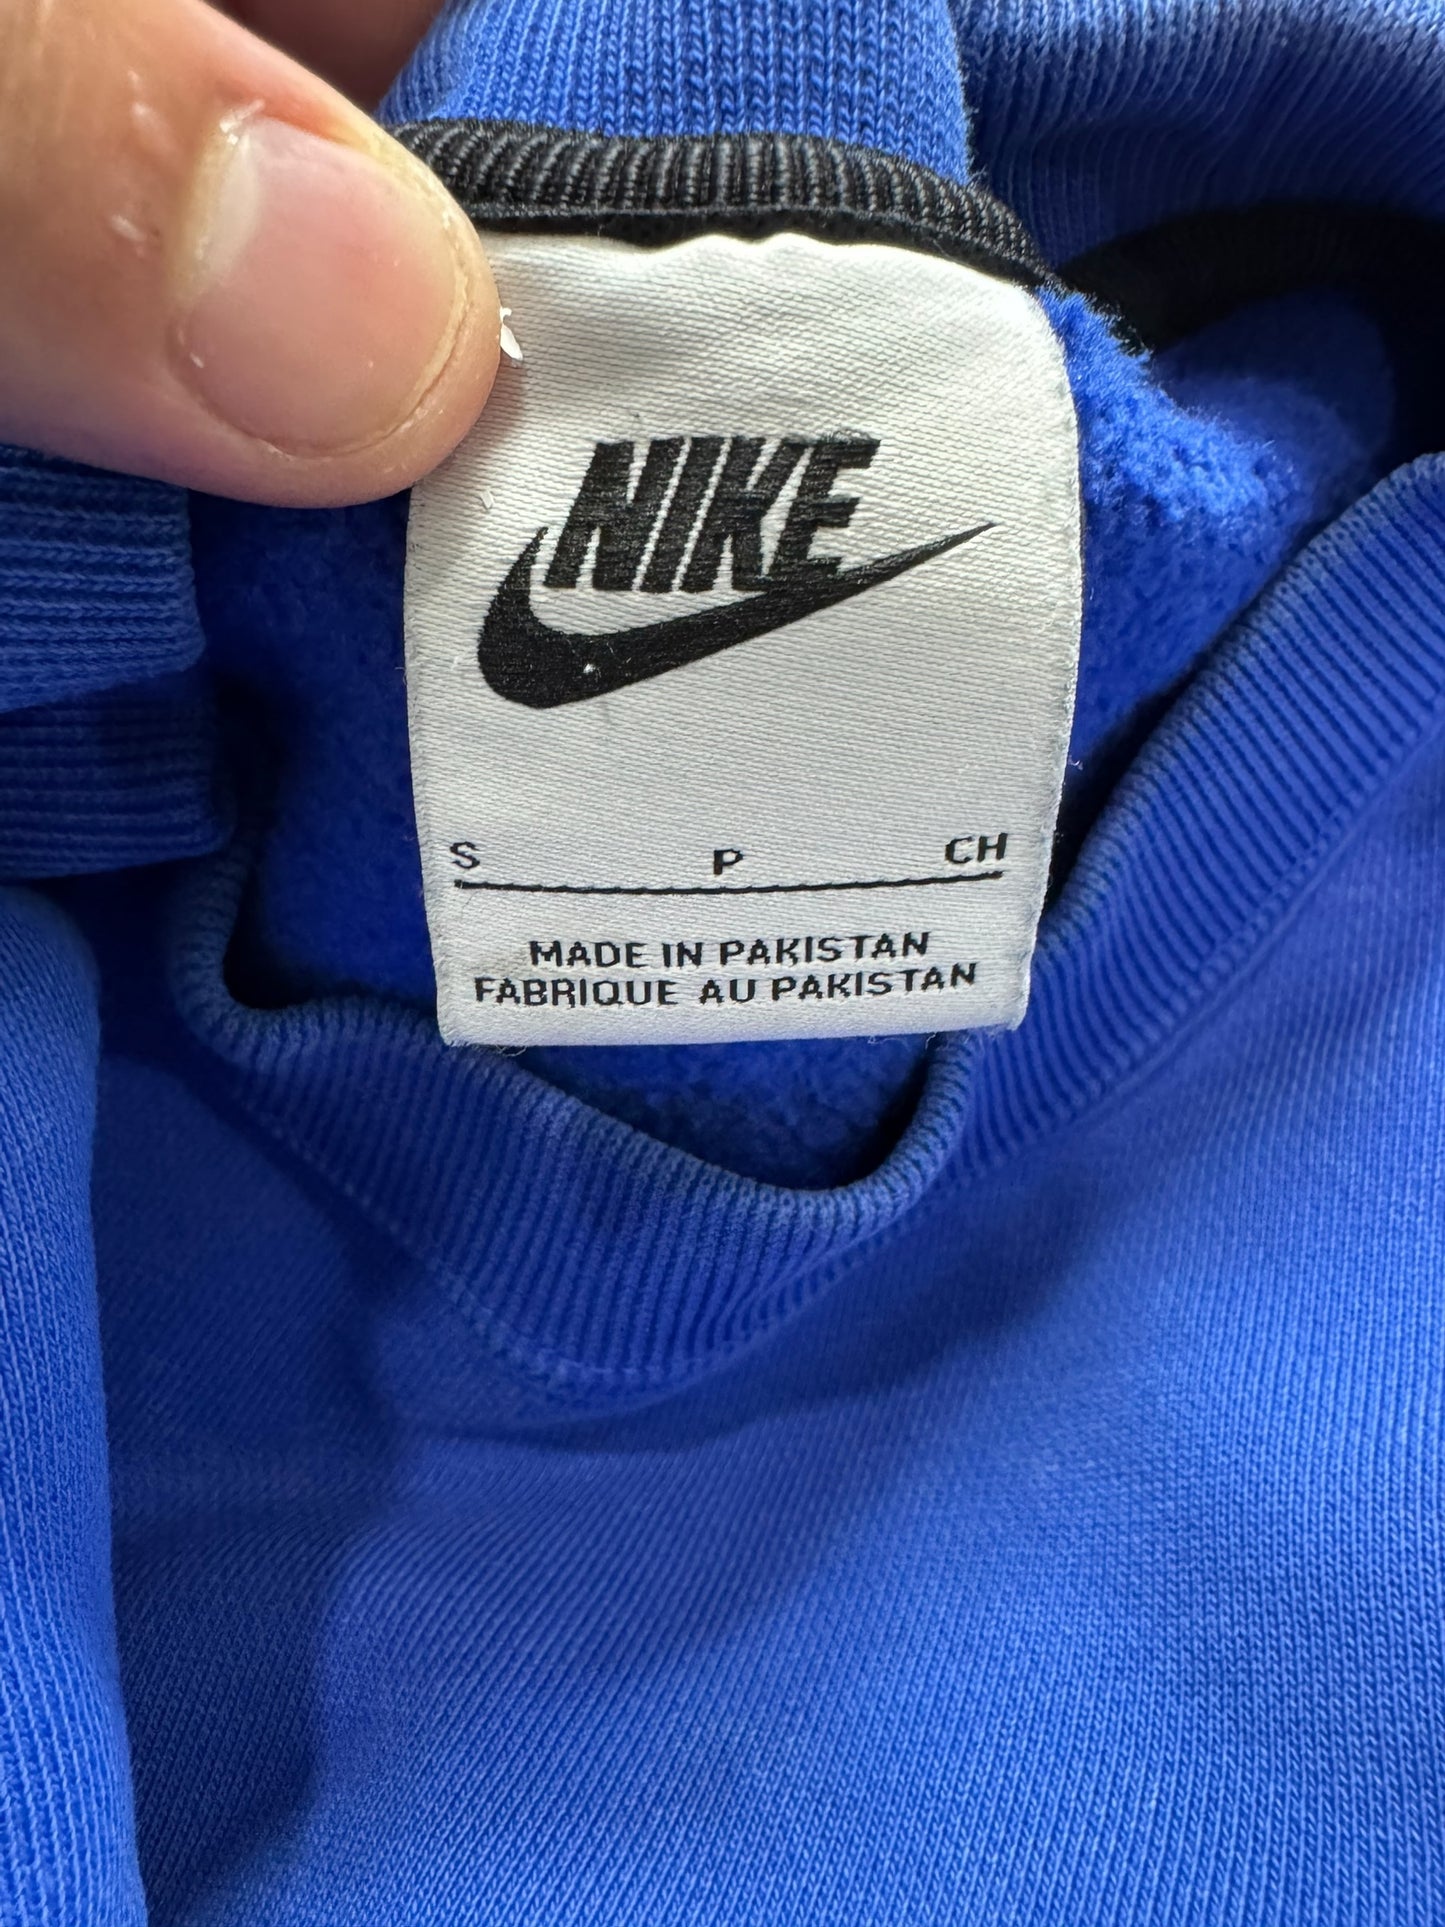 NIKE
S P CH
MADE IN PAKISTAN
FABRIQUE AU PAKISTAN